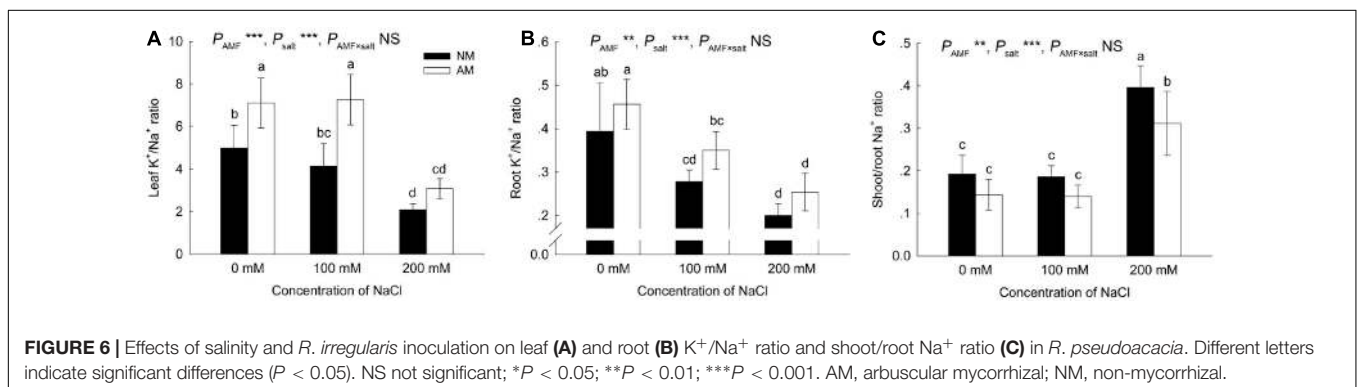 A
P_AMF ***, P_salt ***, P_AMF×salt NS
10
8
6
4
2
0
Leaf K+/Na+ ratio
NM
AM
b
a
bc
a
d
cd
0 mM 100 mM 200 mM
Concentration of NaCl
B
P_AMF **, P_salt ***, P_AMF×salt NS
.5
.4
.3
.2
0.0
Root K+/Na+ ratio
ab
a
cd
bc
d
d
0 mM 100 mM 200 mM
Concentration of NaCl
C
P_AMF **, P_salt ***, P_AMF×salt NS
.5
.4
.3
.2
.1
0.0
Shoot/root Na+ ratio
c
c
c
c
a
b
0 mM 100 mM 200 mM
Concentration of NaCl
FIGURE 6 | Effects of salinity and R. irregularis inoculation on leaf (A) and root (B) K+/Na+ ratio and shoot/root Na+ ratio (C) in R. pseudoacacia. Different letters
indicate significant differences (P < 0.05). NS not significant; *P < 0.05; **P < 0.01; ***P < 0.001. AM, arbuscular mycorrhizal; NM, non-mycorrhizal.